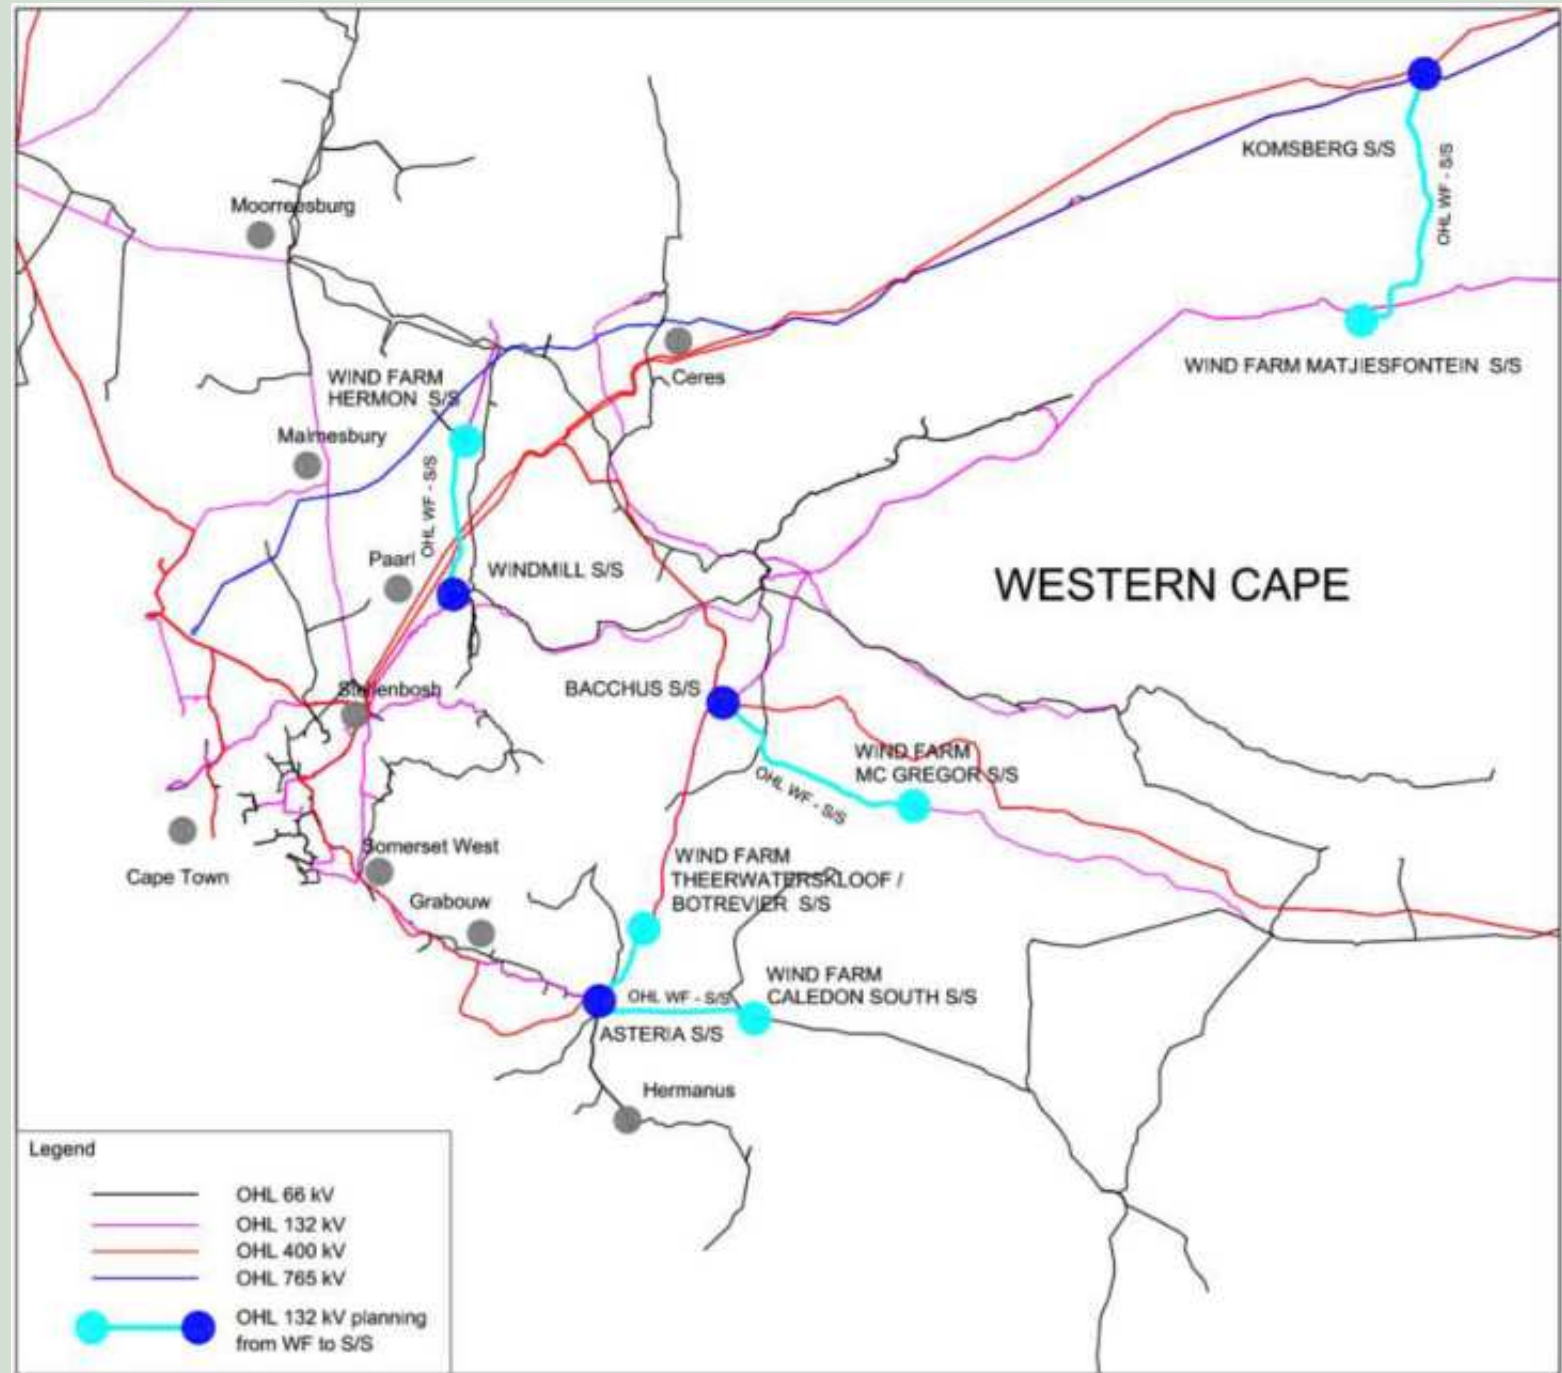 KOMSBERG S/S
OHL WF - S/S
Moorreesburg
WIND FARM MATJIESFONTEIN S/S
WIND FARM
HERMON S/S
Ceres
Malmesbury
OHL WF - S/S
Paarl
WINDMILL S/S
WESTERN CAPE
Stellenbosh
BACCHUS S/S
WIND FARM
MC GREGOR S/S
OHL WF - S/S
Cape Town
Somerset West
WIND FARM
THEERWATERSKLOOF /
BOTREVIER S/S
Grabouw
WIND FARM
CALEDON SOUTH S/S
OHL WF - S/S
ASTERIA S/S
Hermanus
Legend
OHL 66 kV
OHL 132 kV
OHL 400 kV
OHL 765 kV
OHL 132 kV planning
from WF to S/S